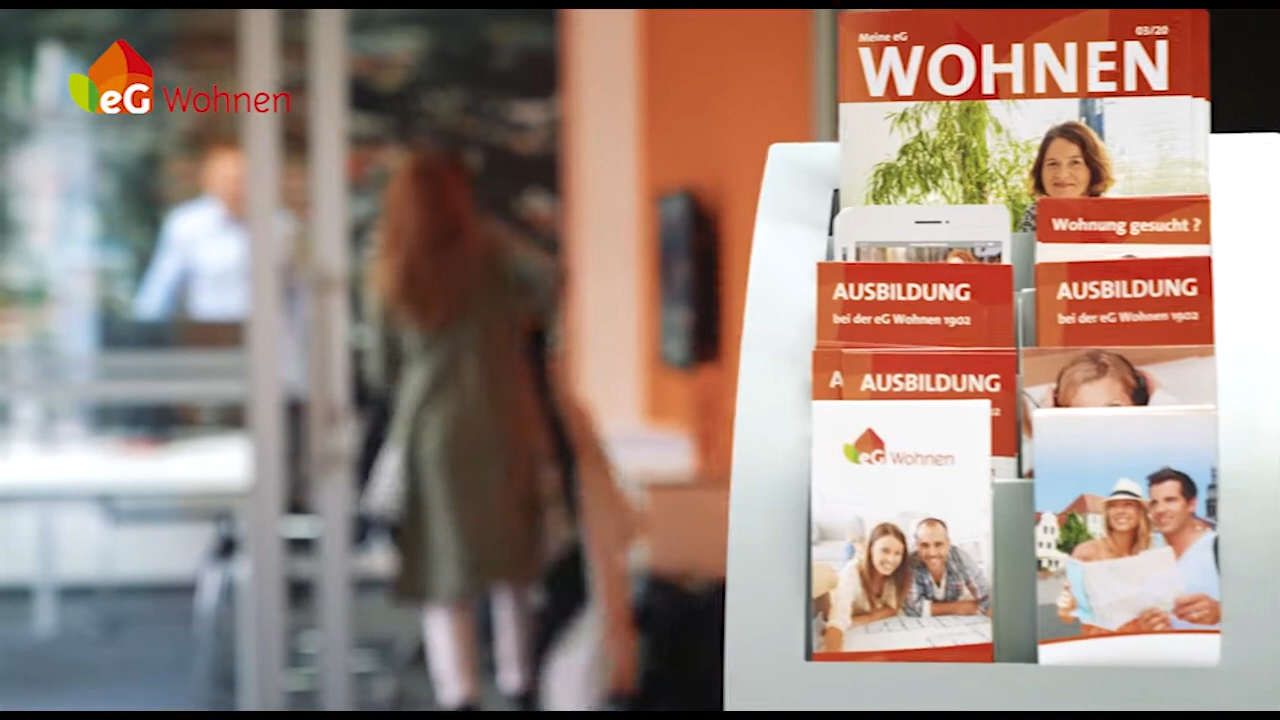 eG Wohnen
Meine eG
03/20
WOHNEN
Wohnung gesucht ?
AUSBILDUNG
bei der eG Wohnen 1902
AUSBILDUNG
bei der eG Wohnen 1902
A
AUSBILDUNG
2
eG Wohnen